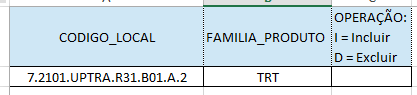 CODIGO_LOCAL FAMILIA_PRODUTO OPERAÇÃO:
I = Incluir
D = Excluir
7.2101.UPTRA.R31.B01.A.2 TRT